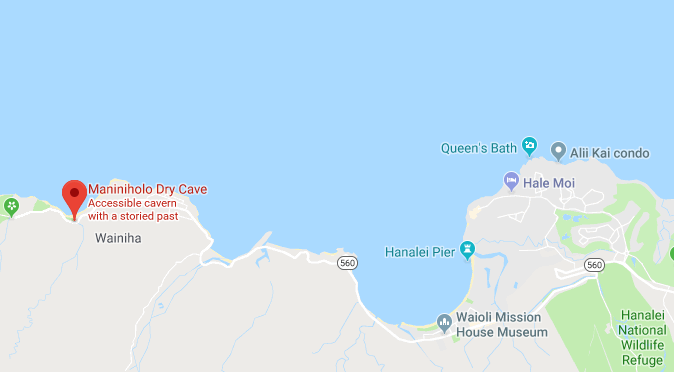 Queen's Bath
Alii Kai condo
Hale Moi
Maniniholo Dry Cave
Accessible cavern
with a storied past
Wainiha
Hanalei Pier
560
560
Waioli Mission
House Museum
Hanalei
National
Wildlife
Refuge